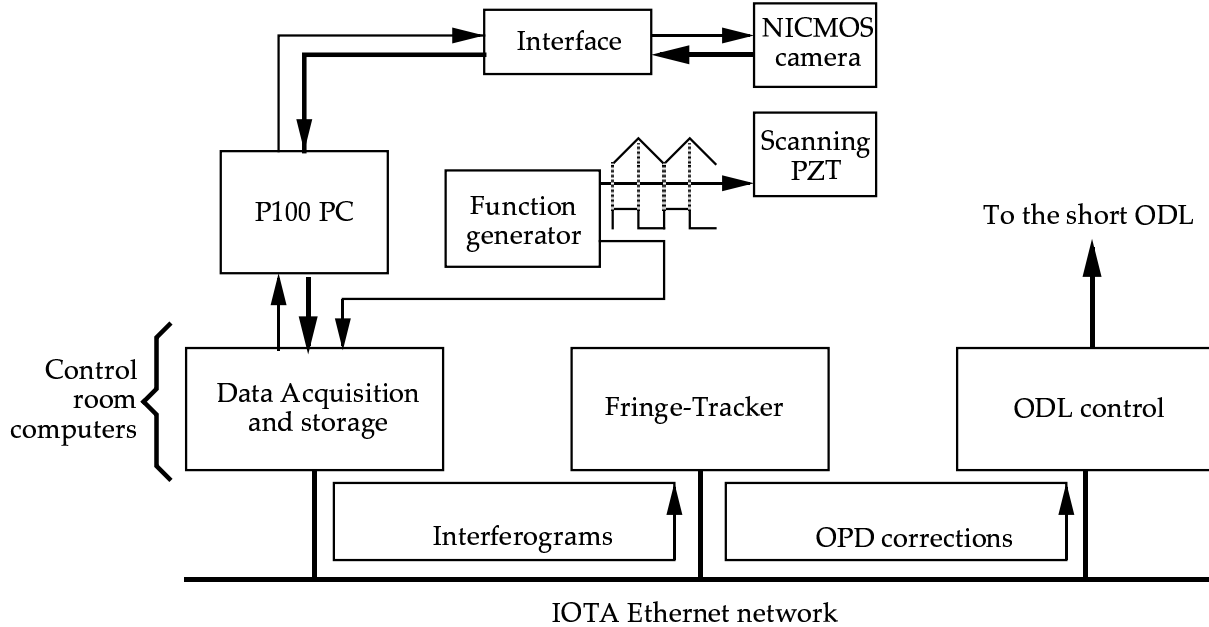 Interface
NICMOS
camera
Scanning
PZT
P100 PC
Function
generator
To the short ODL
Control
room
computers
Data Acquisition
and storage
Fringe-Tracker
ODL control
Interferograms
OPD corrections
IOTA Ethernet network